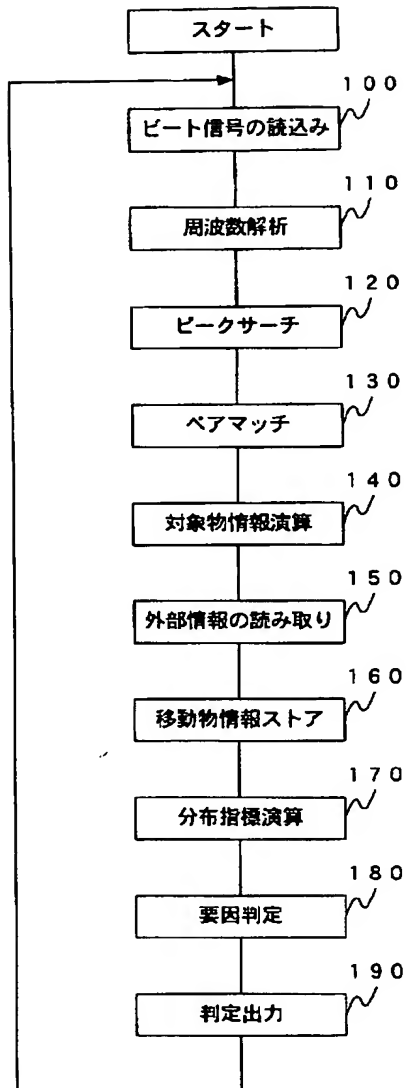 スタート
100
ビート信号の読込み
110
周波数解析
120
ピークサーチ
130
ペアマッチ
140
対象物情報演算
150
外部情報の読み取り
160
移動物情報ストア
170
分布指標演算
180
要因判定
190
判定出力